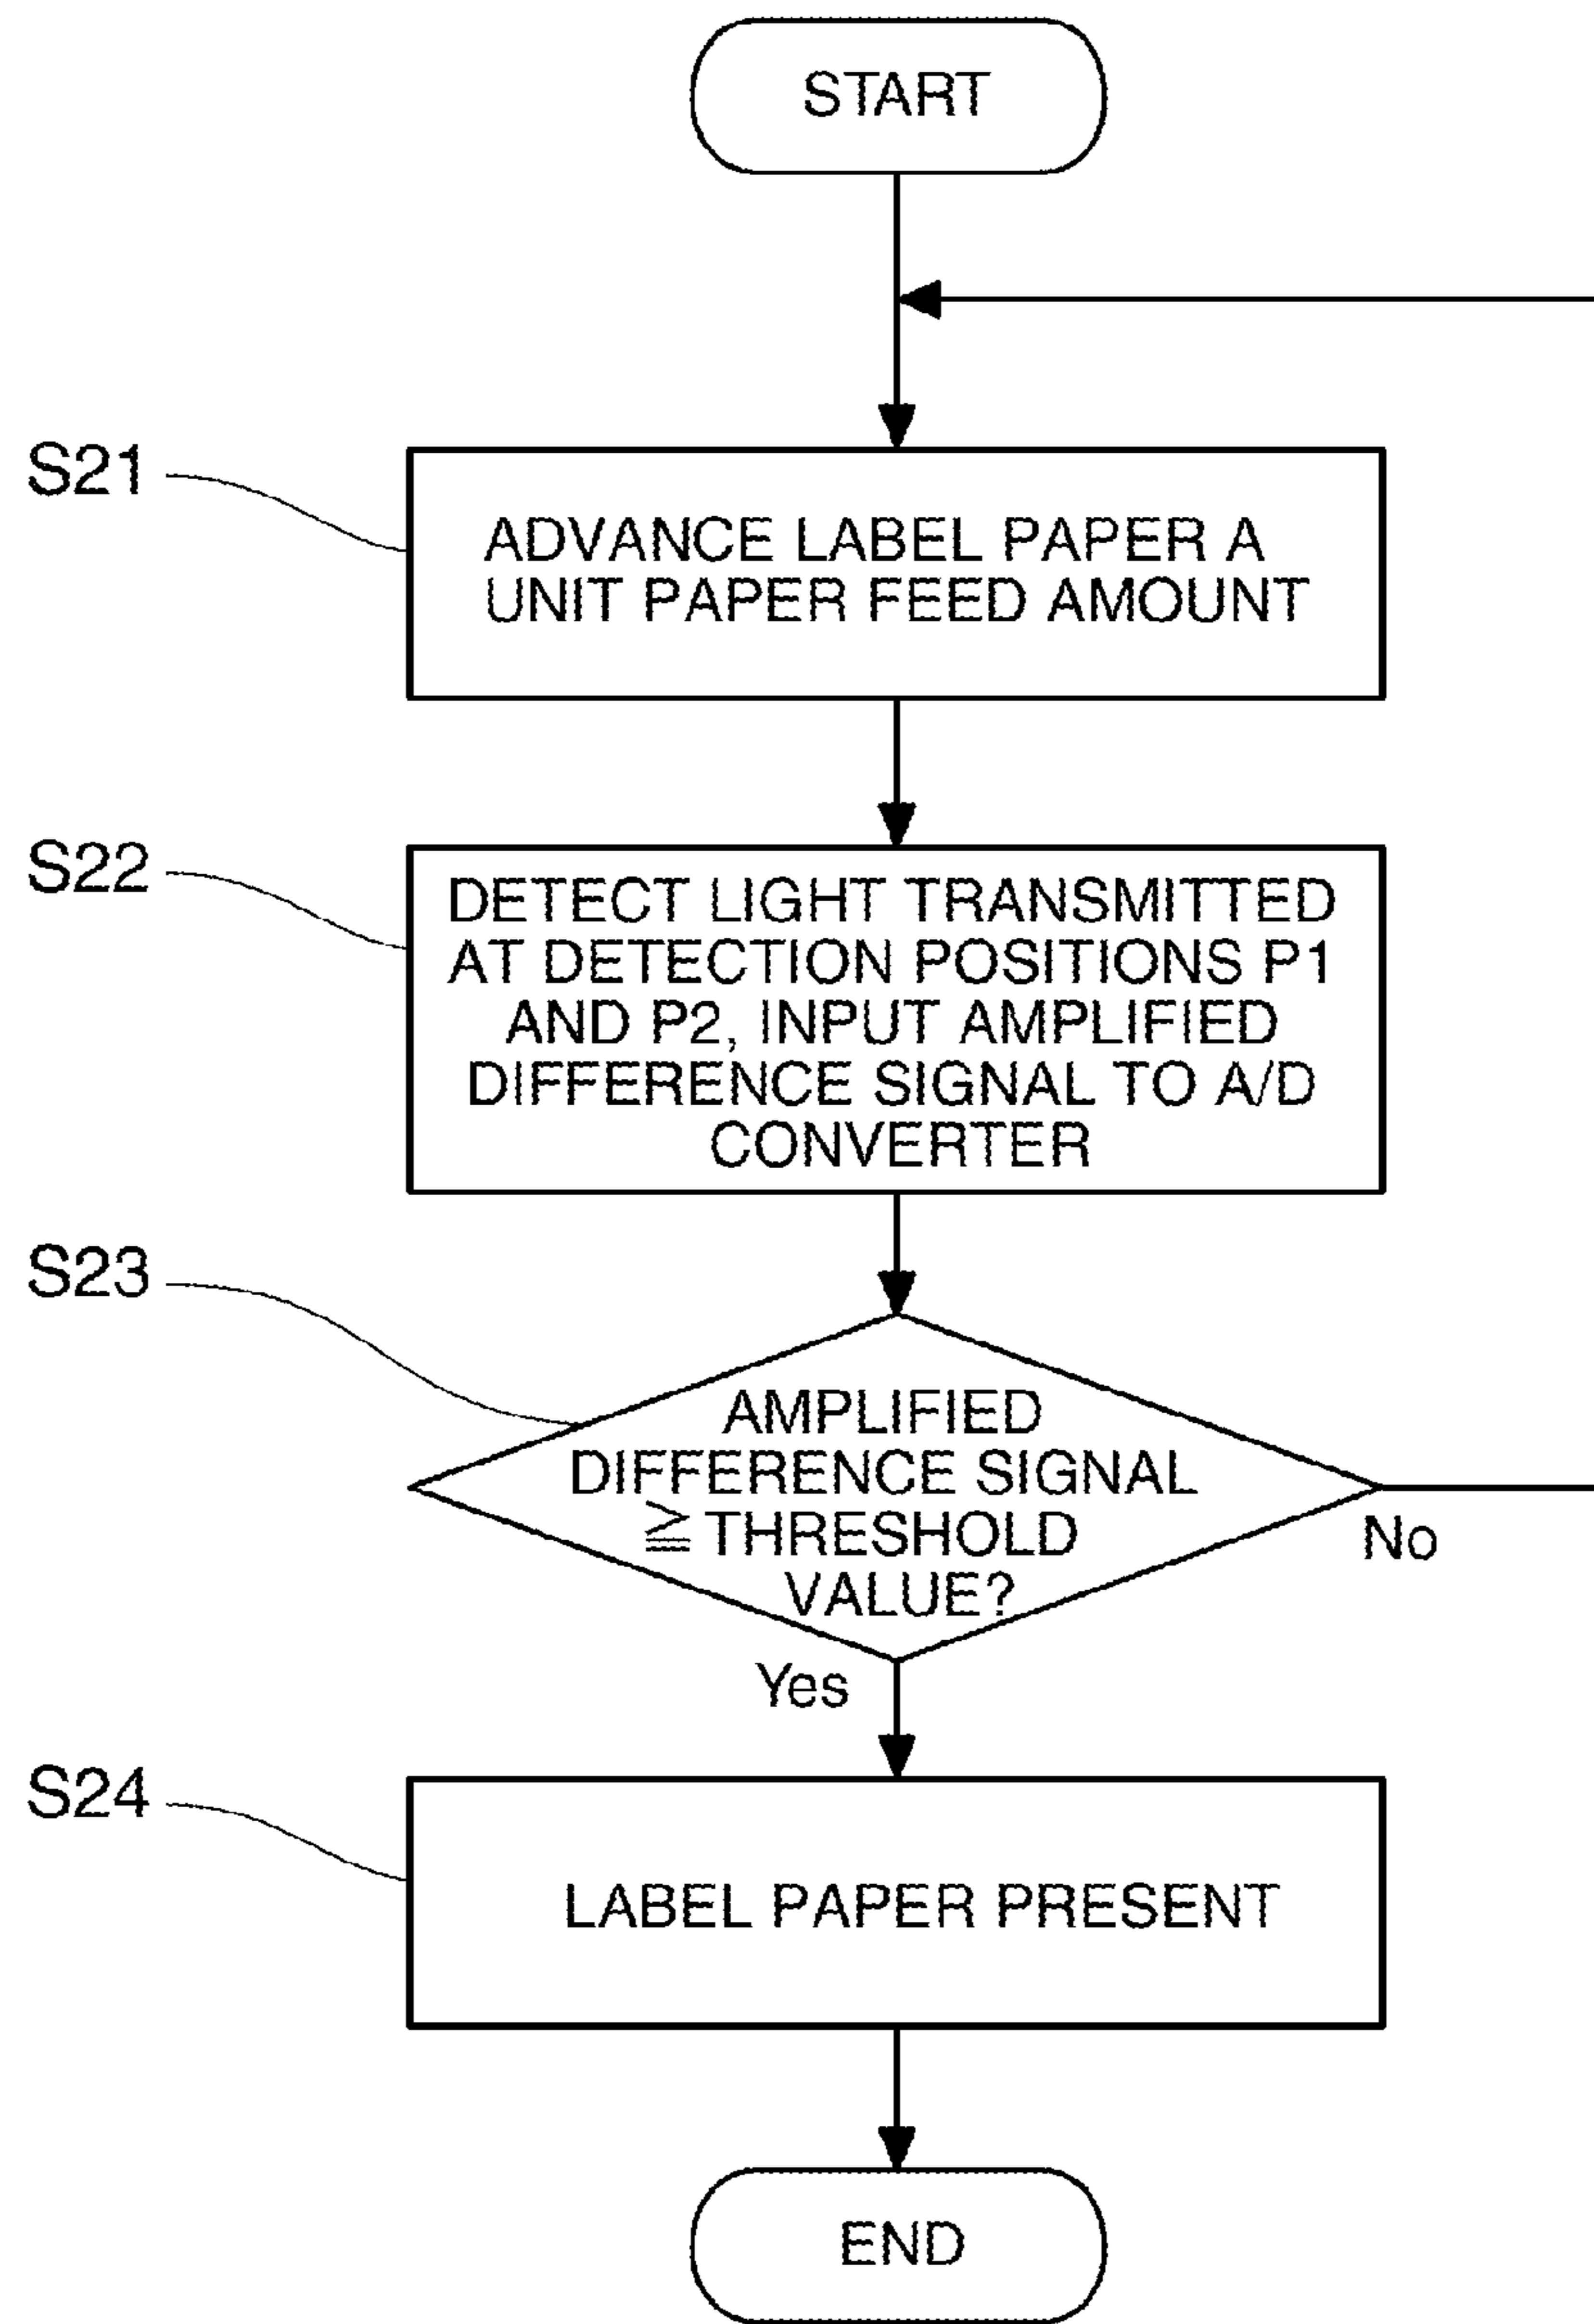 START
S21
ADVANCE LABEL PAPER A
UNIT PAPER FEED AMOUNT
S22
DETECT LIGHT TRANSMITTED
AT DETECTION POSITIONS P1
AND P2, INPUT AMPLIFIED
DIFFERENCE SIGNAL TO A/D
CONVERTER
S23
AMPLIFIED
DIFFERENCE SIGNAL
≧ THRESHOLD
VALUE?
No
Yes
S24
LABEL PAPER PRESENT
END